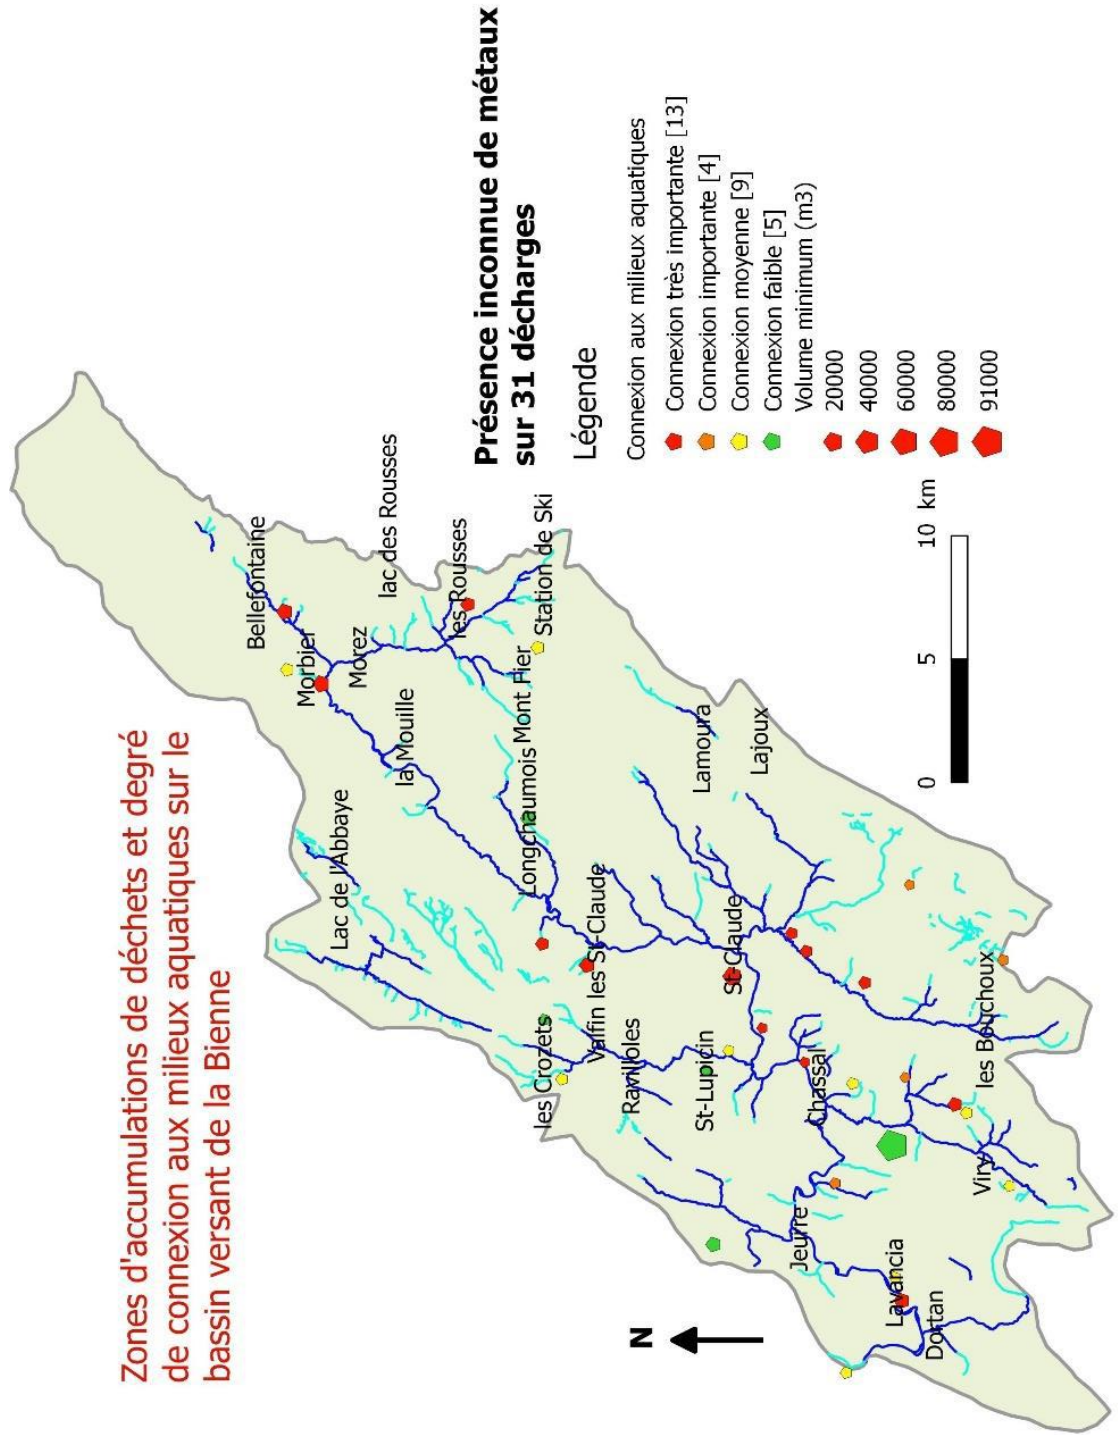 Zones d'accumulations de déchets et degré
de connexion aux milieux aquatiques sur le
bassin versant de la Bienne
Bellefontaine
Morbier
Morez
lac des Rousses
la Mouille
les Rousses
Lac de l'Abbaye
Station de Ski
Mont Fier
Longchaumois
Lamoura
Lajoux
Valfin les St-Claude
St-Claude
les Crozets
Ravilloles
St-Lupicin
Chassal
les Bouchoux
Viry
Jeurre
Lavancia
Dortan
N
0 5 10 km
Présence inconnue de métaux
sur 31 décharges
Légende
Connexion aux milieux aquatiques
Connexion très importante [13]
Connexion importante [4]
Connexion moyenne [9]
Connexion faible [5]
Volume minimum (m3)
20000
40000
60000
80000
91000